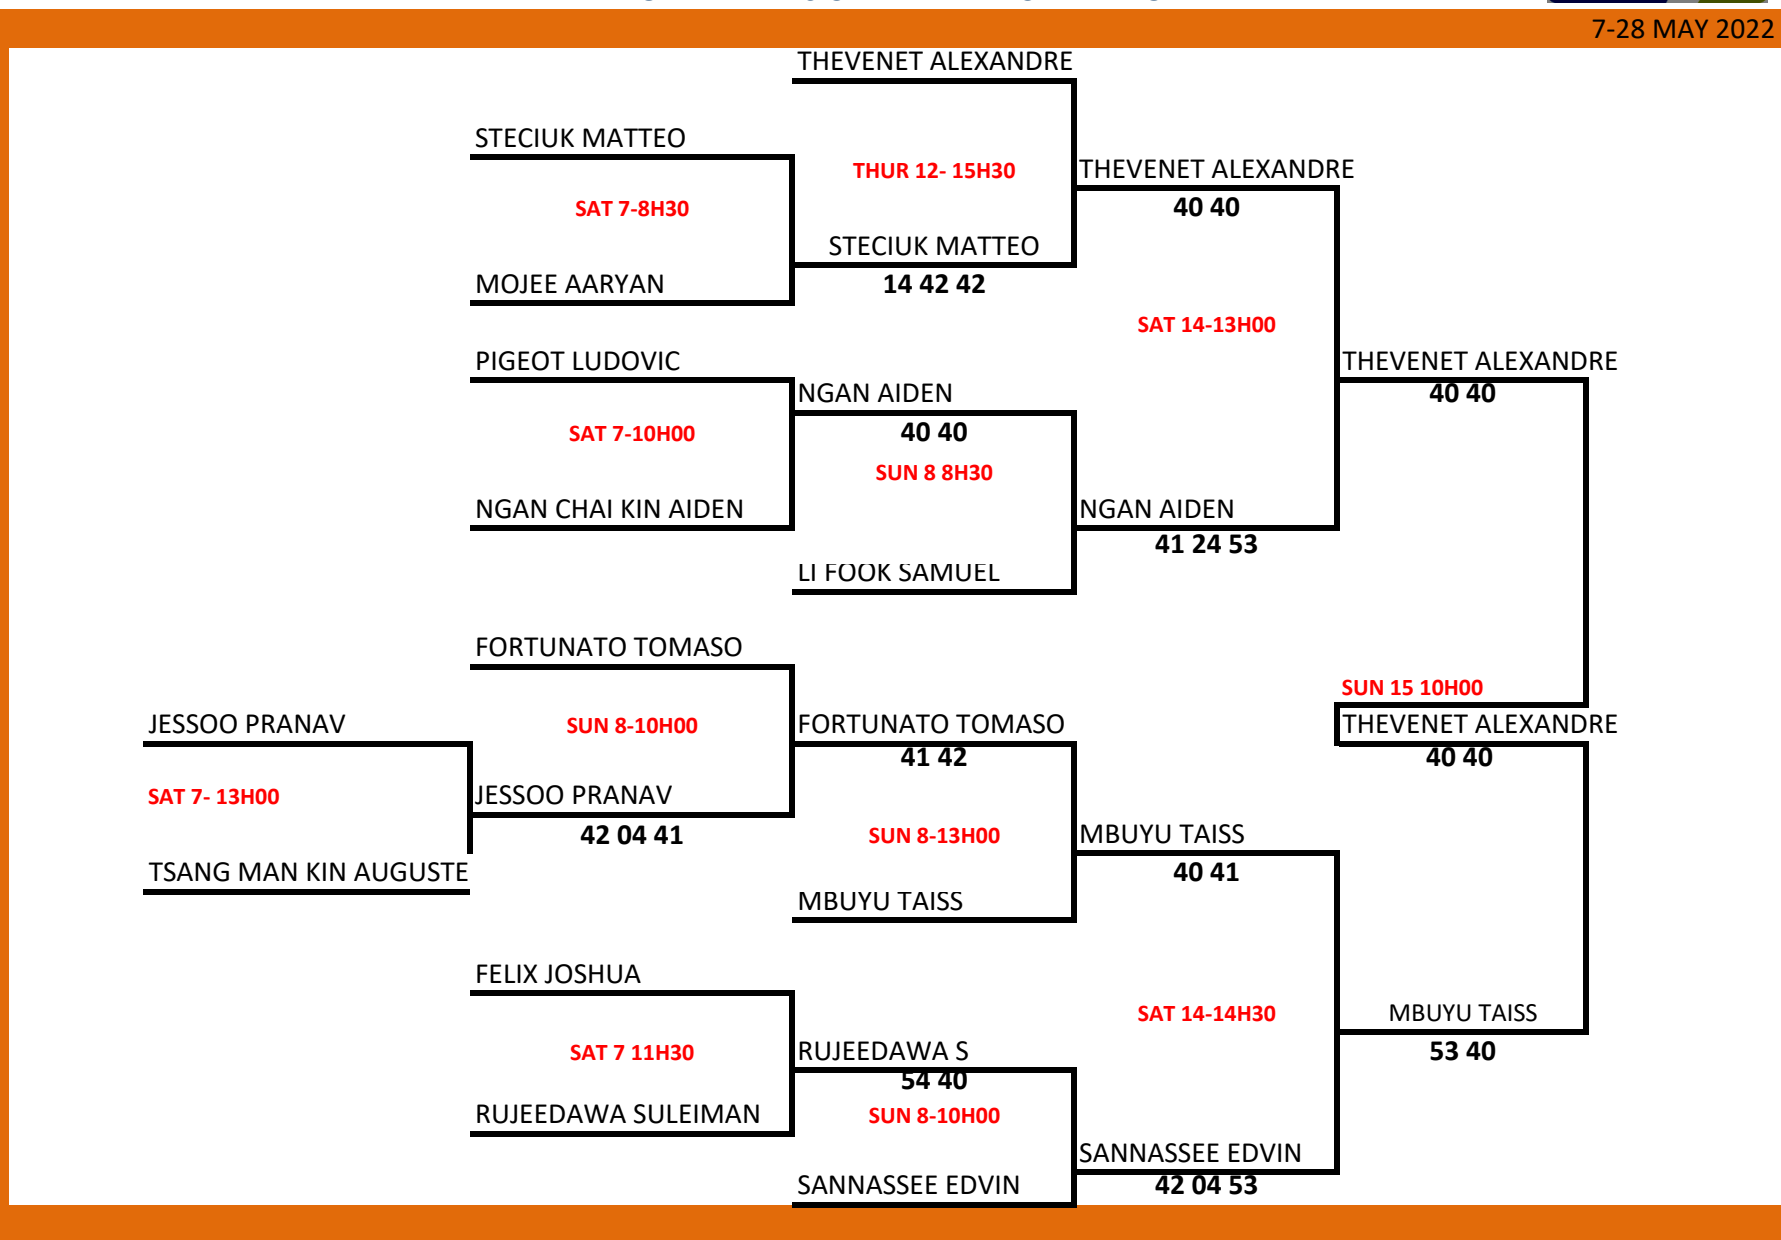 7-28 MAY 2022
THEVENET ALEXANDRE
STECIUK MATTEO
THUR 12- 15H30
THEVENET ALEXANDRE
SAT 7-8H30
40 40
STECIUK MATTEO
MOJEE AARYAN
14 42 42
SAT 14-13H00
PIGEOT LUDOVIC
THEVENET ALEXANDRE
NGAN AIDEN
40 40
SAT 7-10H00
40 40
SUN 8 8H30
NGAN CHAI KIN AIDEN
NGAN AIDEN
41 24 53
LI FOOK SAMUEL
FORTUNATO TOMASO
SUN 15 10H00
JESSOO PRANAV
SUN 8-10H00
FORTUNATO TOMASO
THEVENET ALEXANDRE
41 42
40 40
SAT 7- 13H00
JESSOO PRANAV
42 04 41
SUN 8-13H00
MBUYU TAISS
TSANG MAN KIN AUGUSTE
40 41
MBUYU TAISS
FELIX JOSHUA
SAT 14-14H30
MBUYU TAISS
SAT 7 11H30
RUJEEDAWA S
53 40
54 40
RUJEEDAWA SULEIMAN
SUN 8-10H00
SANNASSEE EDVIN
SANNASSEE EDVIN
42 04 53